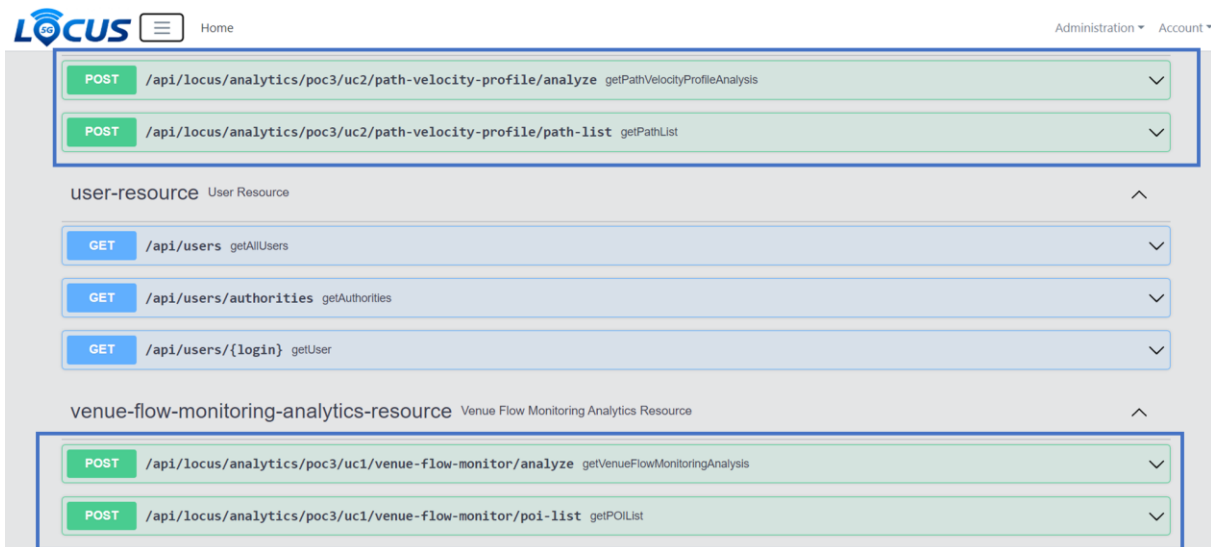 LOCUS 5G Home Administration Account
POST /api/locus/analytics/poc3/uc2/path-velocity-profile/analyze getPathVelocityProfileAnalysis
POST /api/locus/analytics/poc3/uc2/path-velocity-profile/path-list getPathList
user-resource User Resource
GET /api/users getAllUsers
GET /api/users/authorities getAuthorities
GET /api/users/{login} getUser
venue-flow-monitoring-analytics-resource Venue Flow Monitoring Analytics Resource
POST /api/locus/analytics/poc3/uc1/venue-flow-monitor/analyze getVenueFlowMonitoringAnalysis
POST /api/locus/analytics/poc3/uc1/venue-flow-monitor/poi-list getPOIList